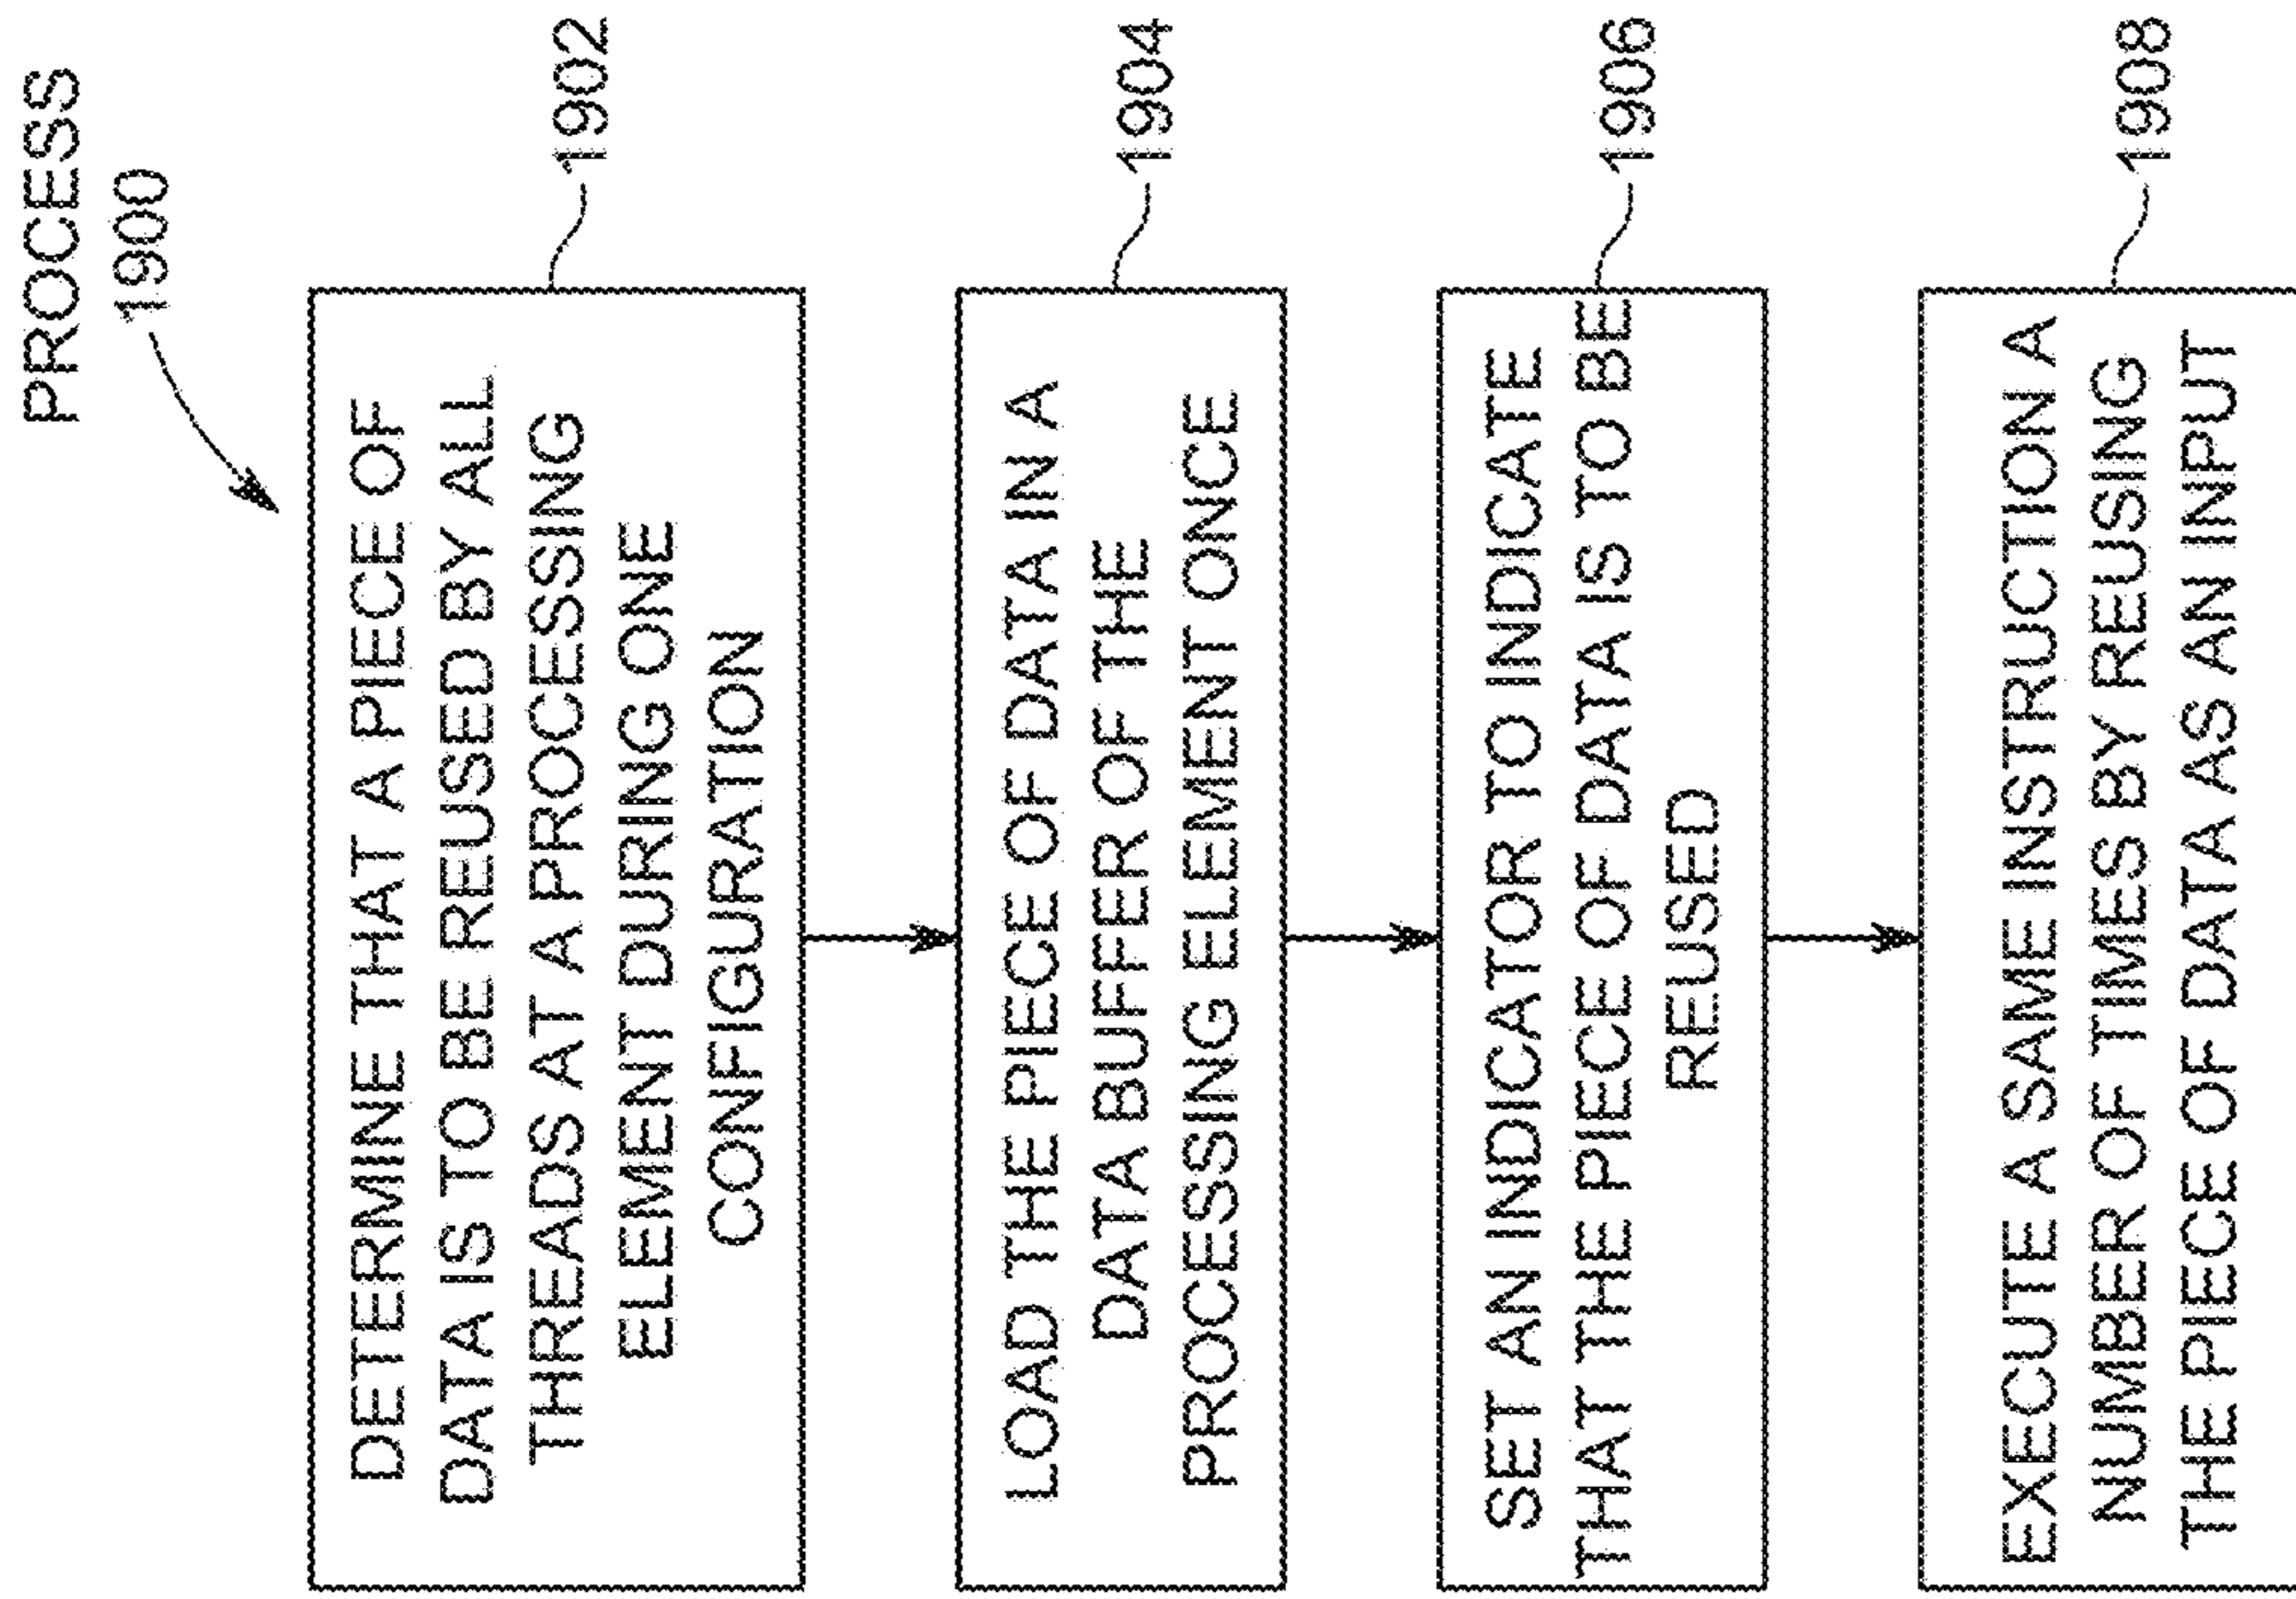 PROCESS
1900
DETERMINE THAT A PIECE OF
DATA IS TO BE REUSED BY ALL
THREADS AT A PROCESSING
ELEMENT DURING ONE
CONFIGURATION
1902
LOAD THE PIECE OF DATA IN A
DATA BUFFER OF THE
PROCESSING ELEMENT ONCE
1904
SET AN INDICATOR TO INDICATE
THAT THE PIECE OF DATA IS TO BE
REUSED
1906
EXECUTE A SAME INSTRUCTION A
NUMBER OF TIMES BY REUSING
THE PIECE OF DATA AS AN INPUT
1908